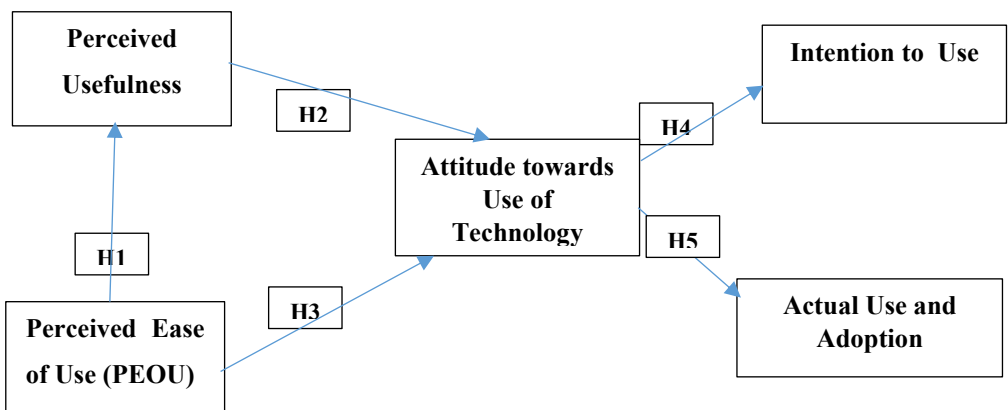 Perceived
Usefulness
H2
H1
Perceived Ease
of Use (PEOU)
H3
Attitude towards
Use of
Technology
H4
Intention to Use
H5
Actual Use and
Adoption